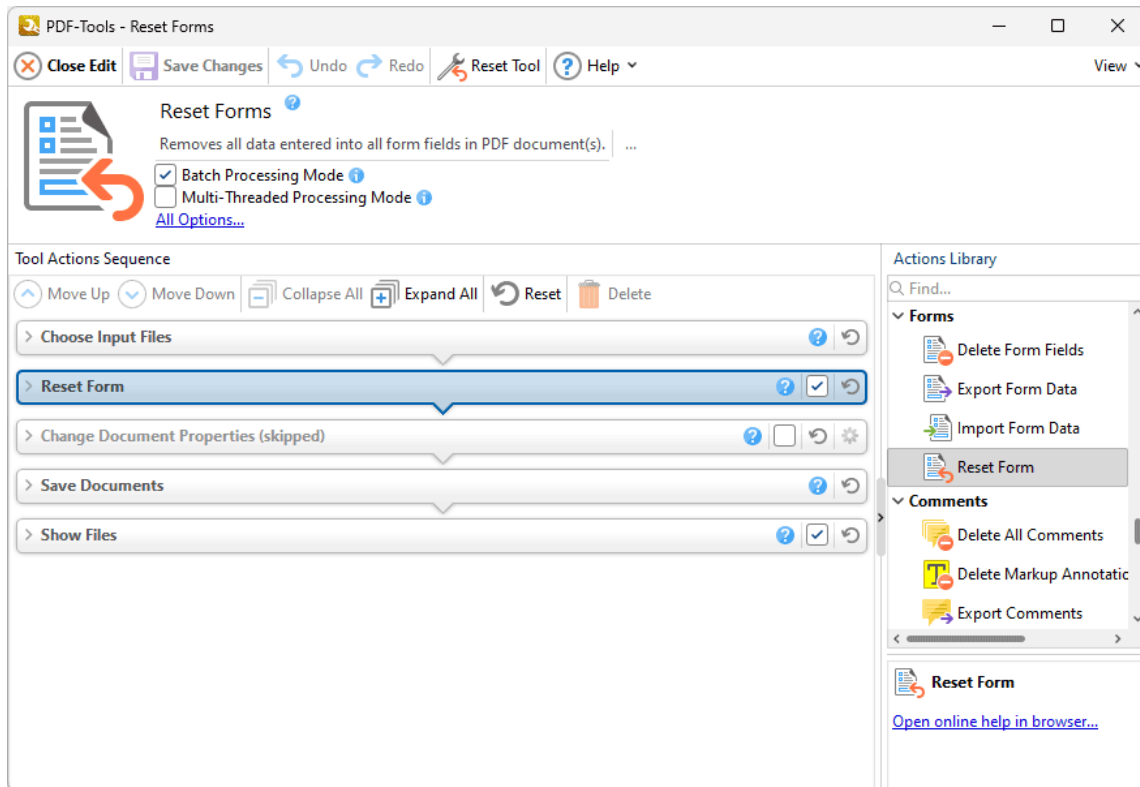 PDF-Tools - Reset Forms
Close Edit Save Changes Undo Redo Reset Tool Help View
Reset Forms
Removes all data entered into all form fields in PDF document(s). ...
Batch Processing Mode
Multi-Threaded Processing Mode
All Options...
Tool Actions Sequence
Move Up Move Down Collapse All Expand All Reset Delete
Choose Input Files
Reset Form
Change Document Properties (skipped)
Save Documents
Show Files
Actions Library
Find...
Forms
Delete Form Fields
Export Form Data
Import Form Data
Reset Form
Comments
Delete All Comments
Delete Markup Annotatic
Export Comments
Reset Form
Open online help in browser...